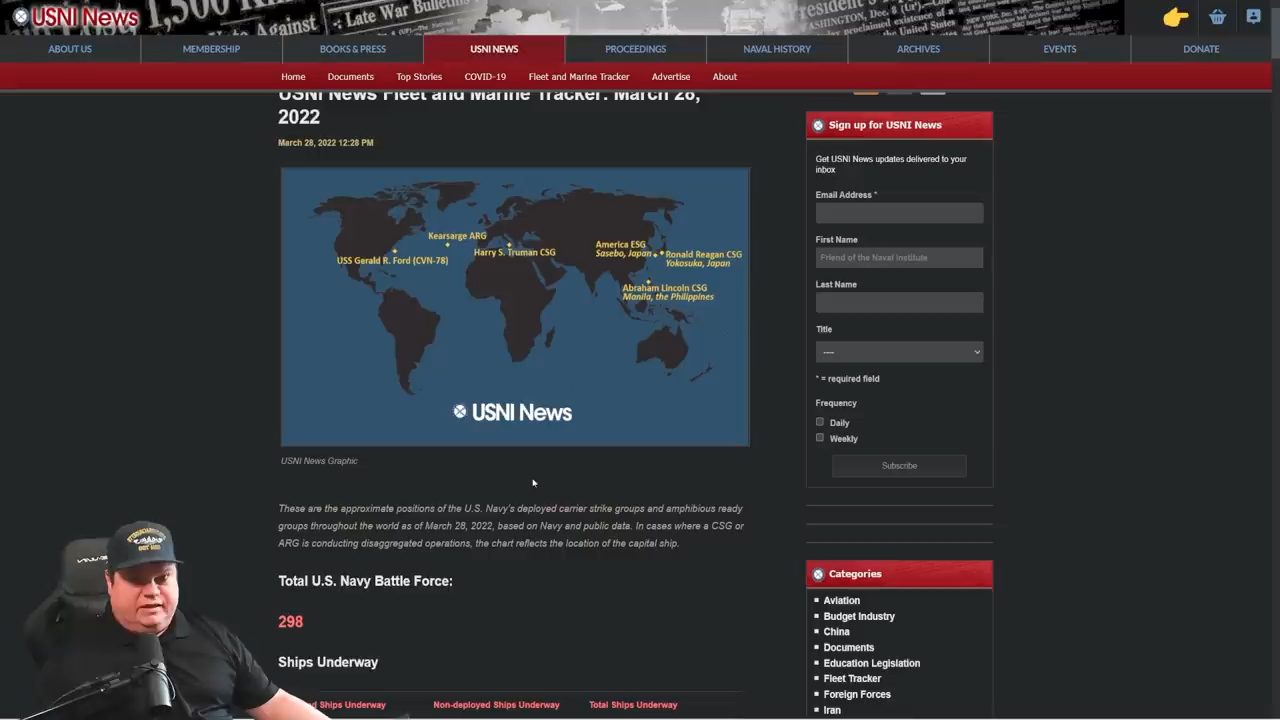 USNI News
ABOUT US
MEMBERSHIP
BOOKS & PRESS
USNI NEWS
PROCEEDINGS
NAVAL HISTORY
ARCHIVES
EVENTS
DONATE
Home
Documents
Top Stories
COVID-19
Fleet and Marine Tracker
Advertise
About
USNI News Fleet and Marine Tracker: March 28,
2022
March 28, 2022 12:28 PM
Kearsarge ARG
USS Gerald R. Ford (CVN-78)
Harry S. Truman CSG
America ESG
Sasebo, Japan
Ronald Reagan CSG
Yokosuka, Japan
Abraham Lincoln CSG
Manila, the Philippines
USNI News
USNI News Graphic
These are the approximate positions of the U.S. Navy's deployed carrier strike groups and amphibious ready
groups throughout the world as of March 28, 2022, based on Navy and public data. In cases where a CSG or
ARG is conducting disaggregated operations, the chart reflects the location of the capital ship.
Total U.S. Navy Battle Force:
298
Ships Underway
Ships Underway
Non-deployed Ships Underway
Total Ships Underway
Sign up for USNI News
Get USNI News updates delivered to your
inbox
Email Address *
First Name
Friend of the Naval Institute
Last Name
Title
----
* = required field
Frequency
Daily
Weekly
Subscribe
Categories
Aviation
Budget Industry
China
Documents
Education Legislation
Fleet Tracker
Foreign Forces
Iran